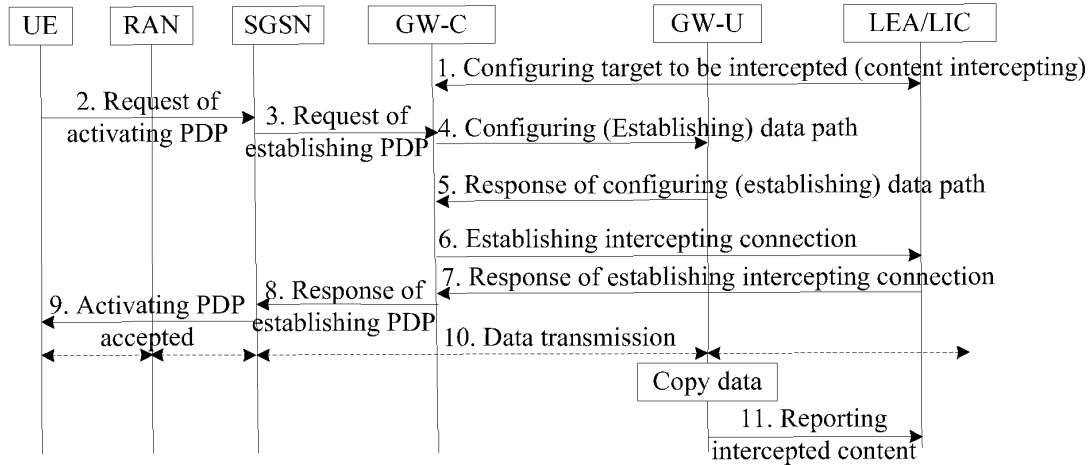 UE RAN SGSN GW-C GW-U LEA/LIC
1. Configuring target to be intercepted (content intercepting)
2. Request of
activating PDP
3. Request of
establishing PDP
4. Configuring (Establishing) data path
5. Response of configuring (establishing) data path
6. Establishing intercepting connection
7. Response of establishing intercepting connection
8. Response of
establishing PDP
9. Activating PDP
accepted
10. Data transmission
Copy data
11. Reporting
intercepted content